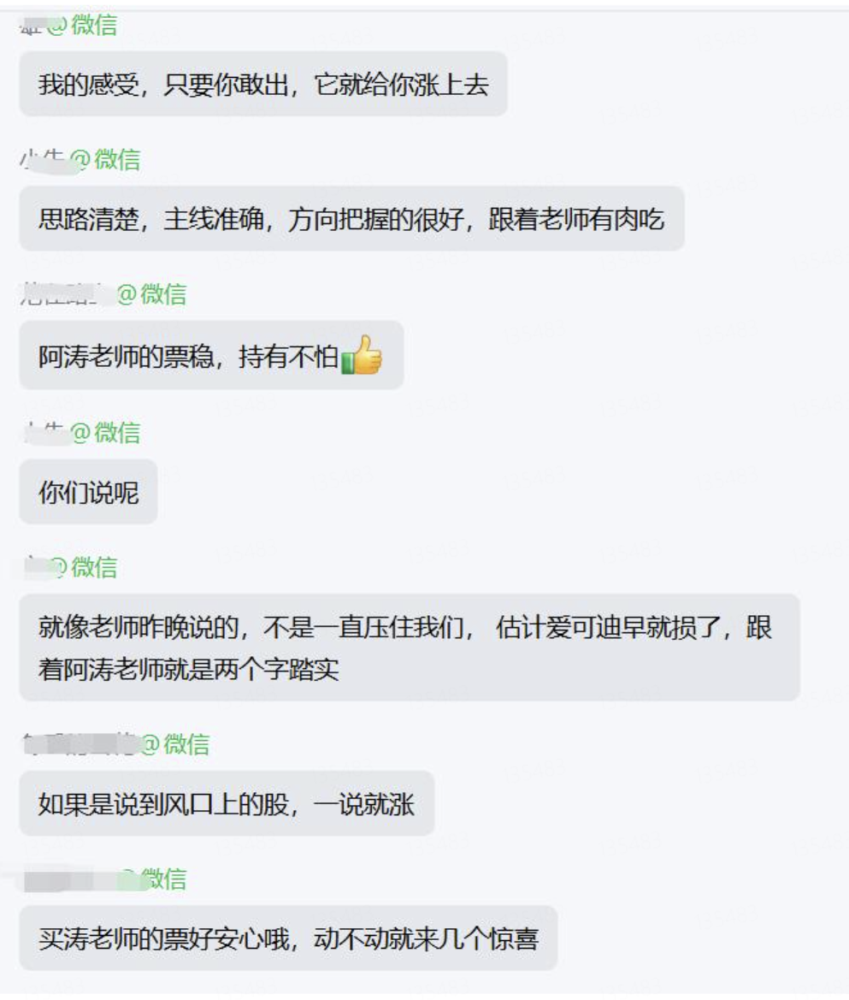 @微信
我的感受，只要你敢出，它就给你涨上去
@微信
思路清楚，主线准确，方向把握的很好，跟着老师有肉吃
@微信
阿涛老师的票稳，持有不怕
@微信
你们说呢
@微信
就像老师昨晚说的，不是一直压住我们， 估计爱可迪早就损了，跟
着阿涛老师就是两个字踏实
@微信
如果是说到风口上的股，一说就涨
微信
买涛老师的票好安心哦，动不动就来几个惊喜